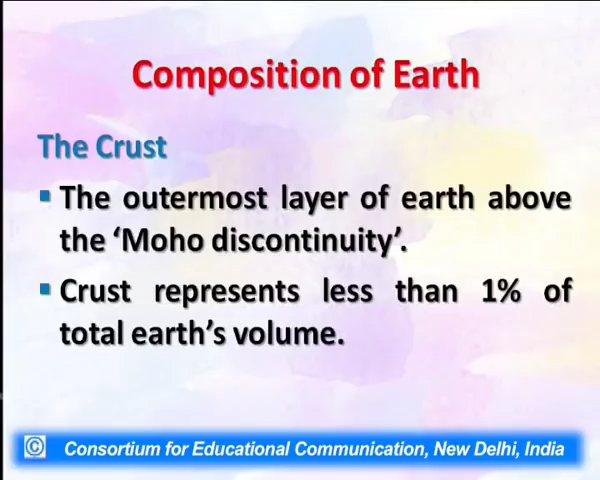 Composition of Earth
The Crust
▪ The outermost layer of earth above
the ‘Moho discontinuity’.
▪ Crust represents less than 1% of
total earth’s volume.
© Consortium for Educational Communication, New Delhi, India